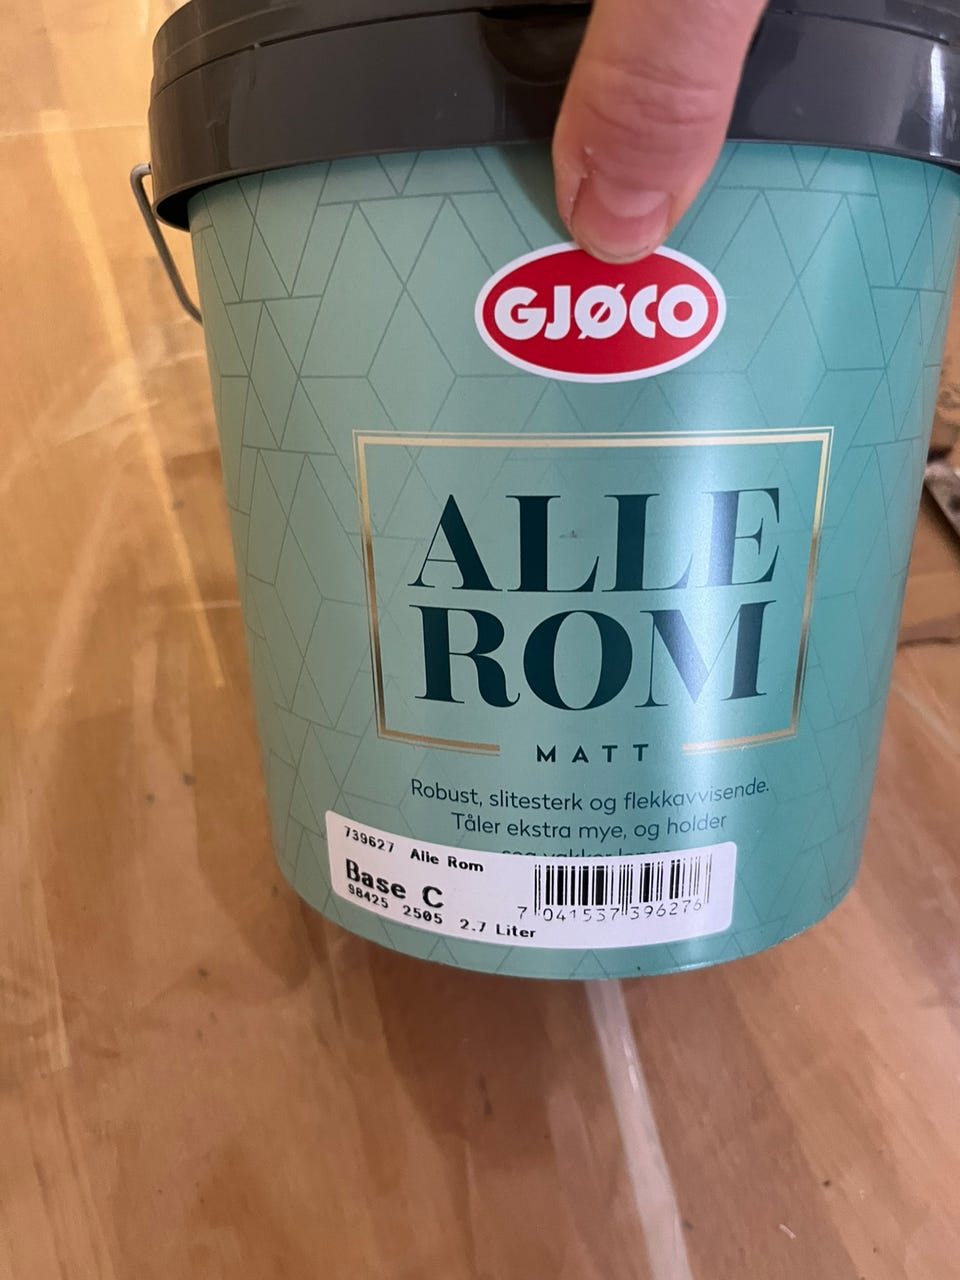 GJØCO
ALLE
ROM
MATT
Robust, slitesterk og flekkavvisende.
Tåler ekstra mye, og holder
739627 Alle Rom
Base C
98425 2505 2.7 Liter
7 041537 396276